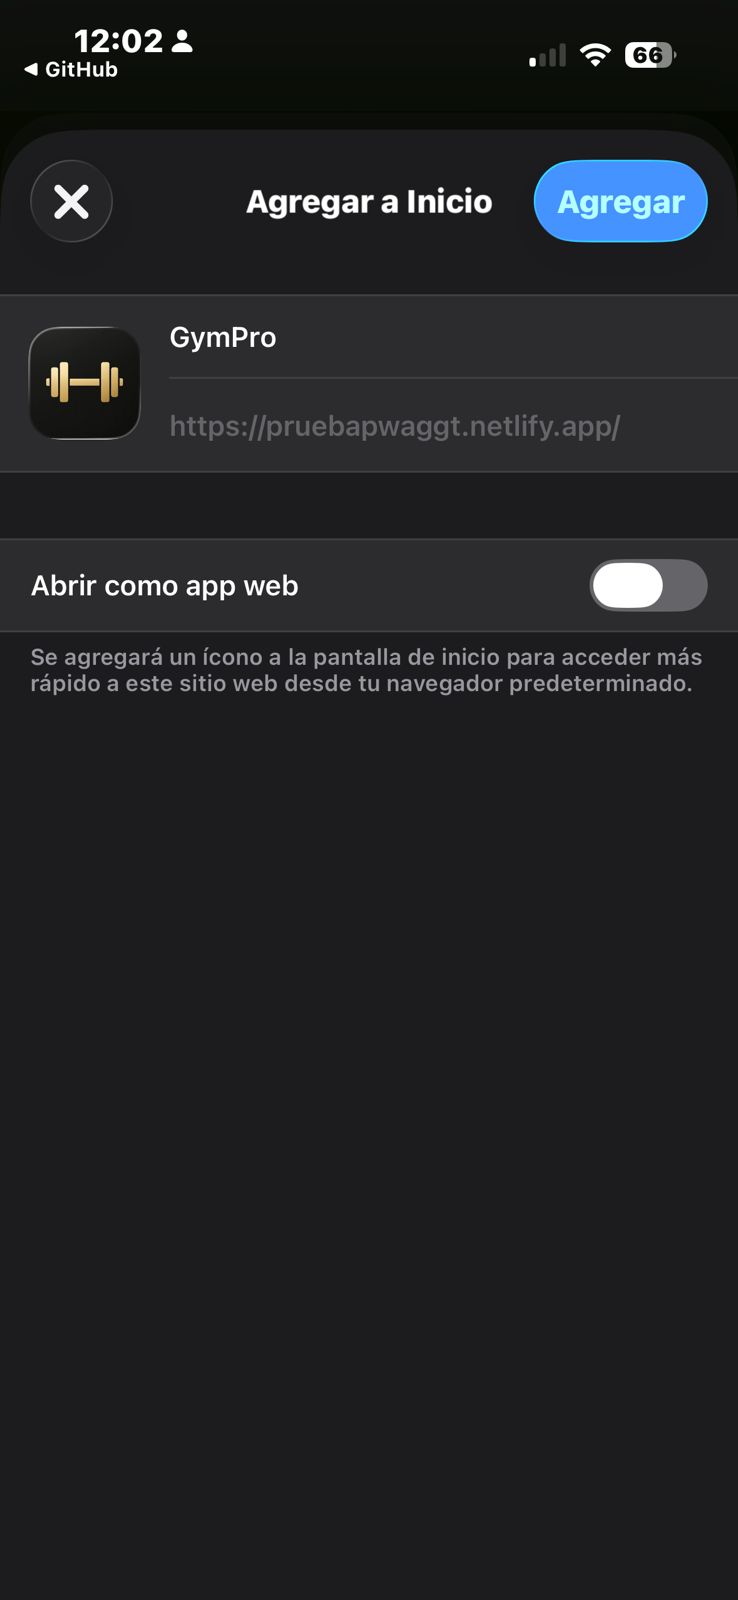 12:02
◀ GitHub
66
Agregar a Inicio
Agregar
GymPro
https://pruebapwaggt.netlify.app/
Abrir como app web
Se agregará un ícono a la pantalla de inicio para acceder más
rápido a este sitio web desde tu navegador predeterminado.